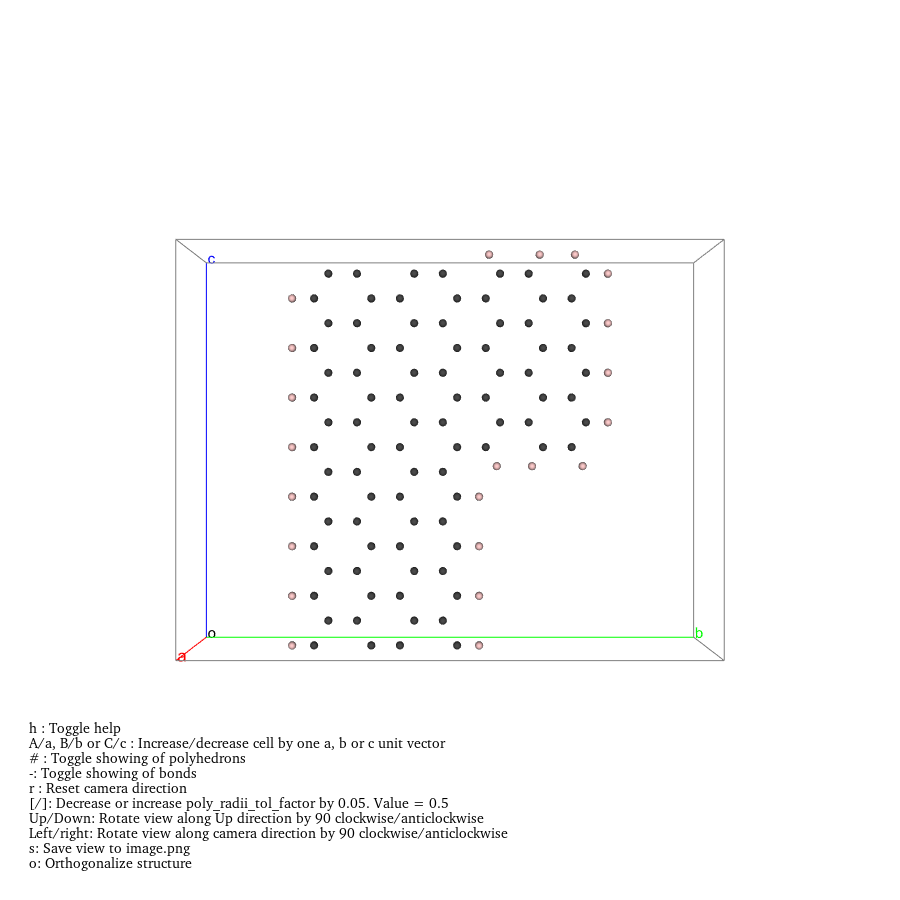 c
o
b
a
h : Toggle help
A/a, B/b or C/c : Increase/decrease cell by one a, b or c unit vector
# : Toggle showing of polyhedrons
-: Toggle showing of bonds
r : Reset camera direction
[/]: Decrease or increase poly_radii_tol_factor by 0.05. Value = 0.5
Up/Down: Rotate view along Up direction by 90 clockwise/anticlockwise
Left/right: Rotate view along camera direction by 90 clockwise/anticlockwise
s: Save view to image.png
o: Orthogonalize structure